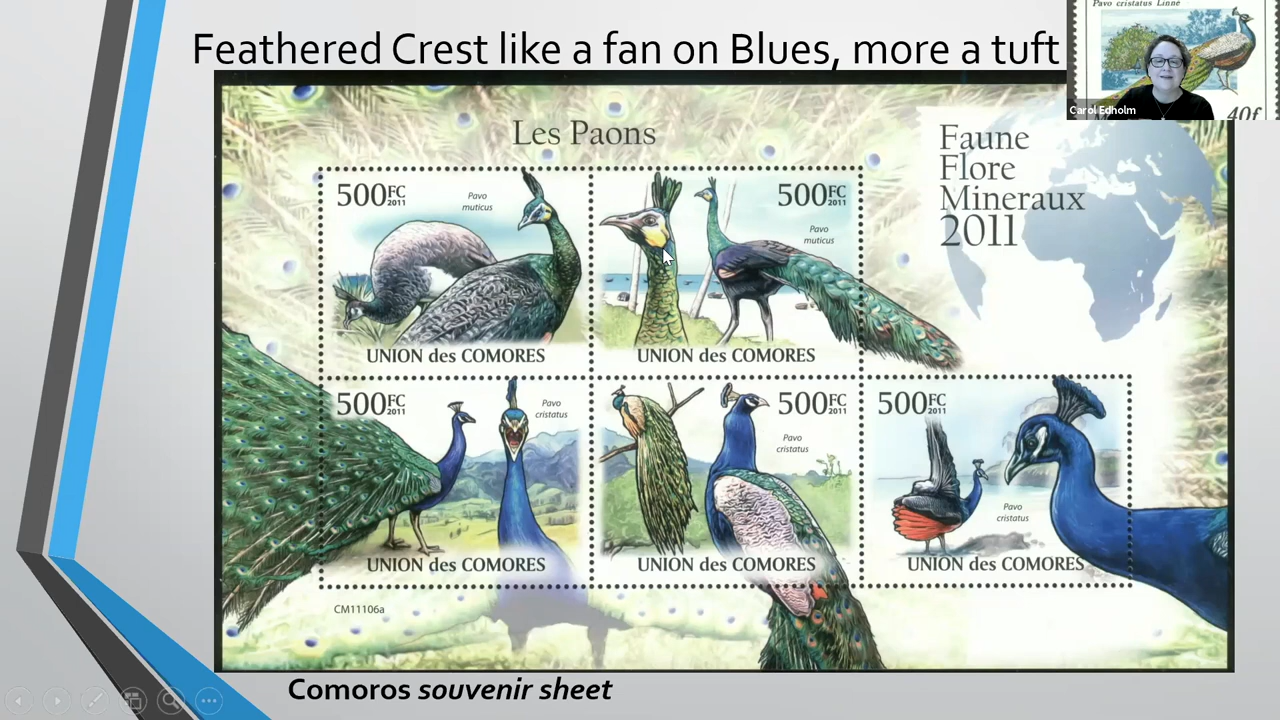 Feathered Crest like a fan on Blues, more a tuft
Pavo cristatus Linné
Carol Edholm
40f
Les Paons
Faune
Flore
Mineraux
2011
500FC
2011
Pavo
muticus
UNION des COMORES
500FC
2011
Pavo
muticus
UNION des COMORES
500FC
2011
Pavo
cristatus
UNION des COMORES
500FC
2011
Pavo
cristatus
UNION des COMORES
500FC
2011
Pavo
cristatus
UNION des COMORES
CM11106a
Comoros souvenir sheet